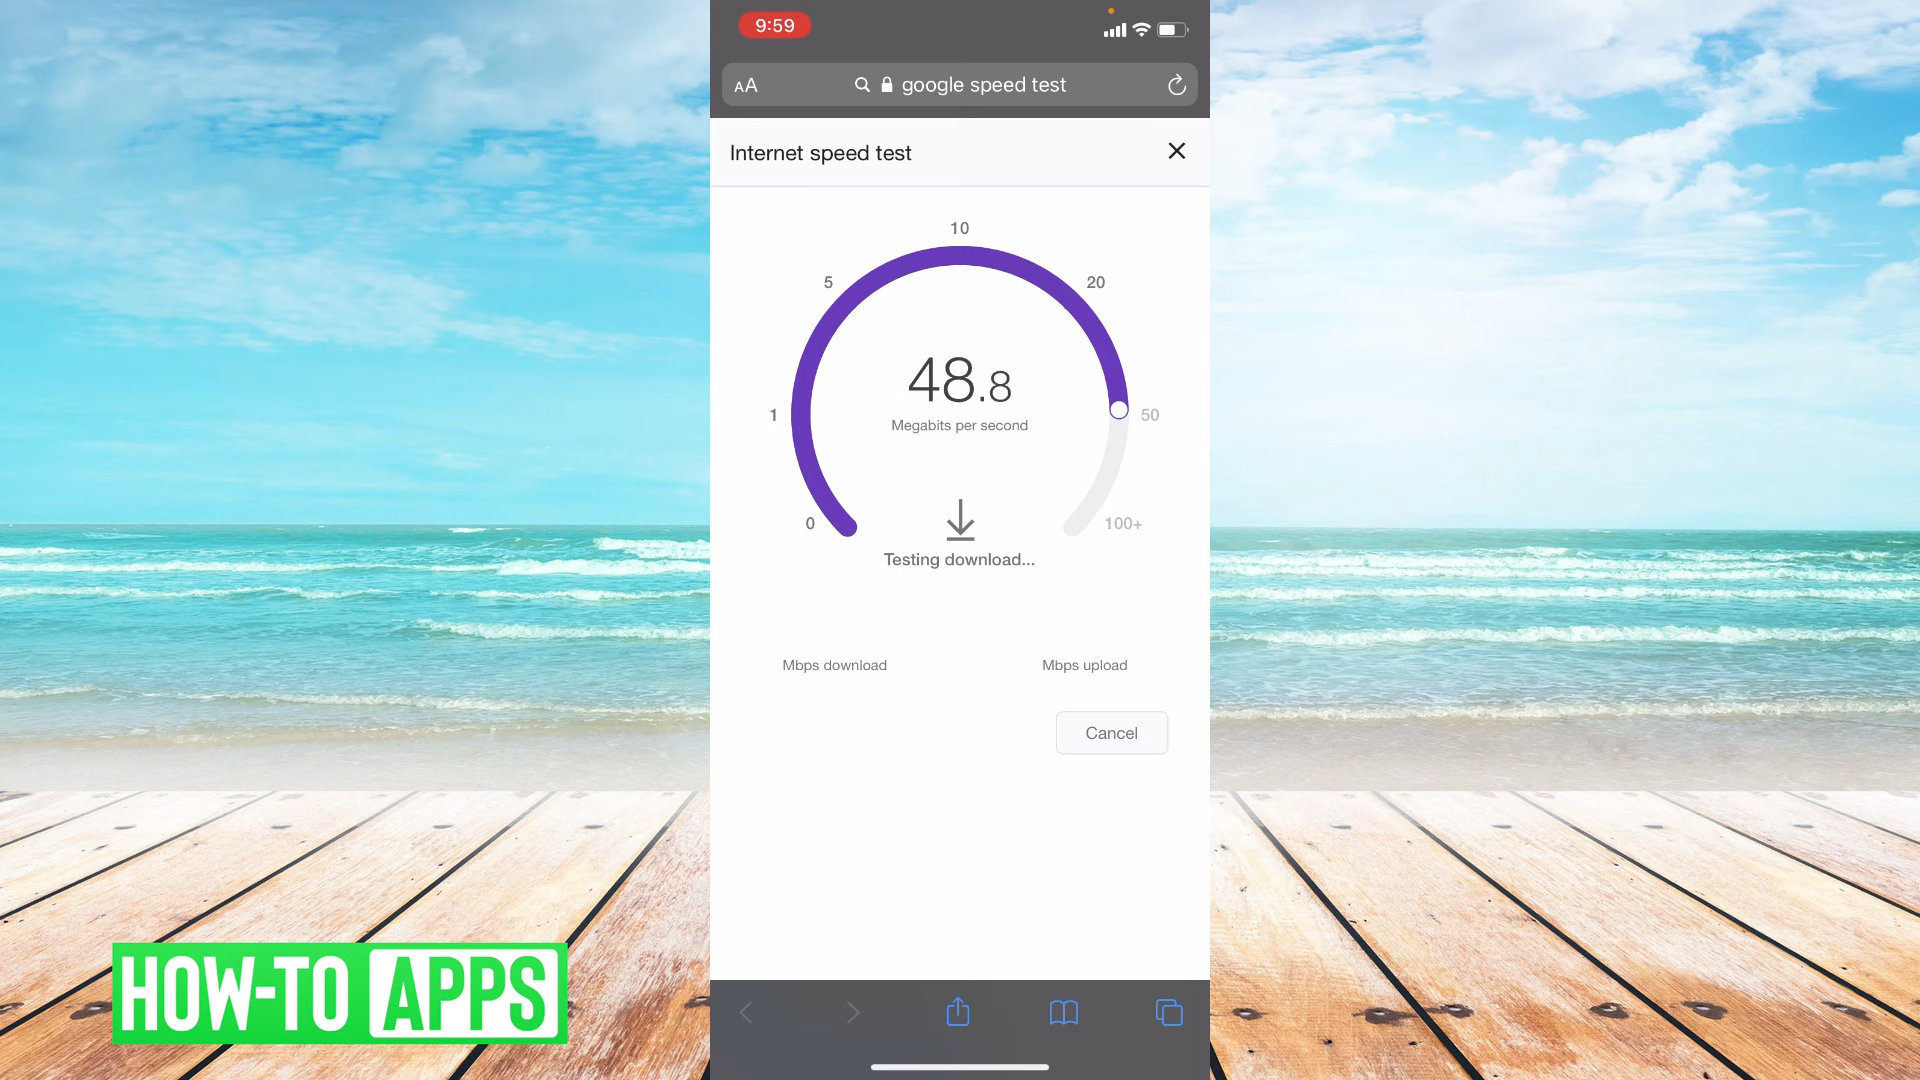 9:59
AA
google speed test
Internet speed test
10
5
20
48.8
Megabits per second
1
50
0
100+
Testing download...
Mbps download
Mbps upload
Cancel
HOW-TO APPS